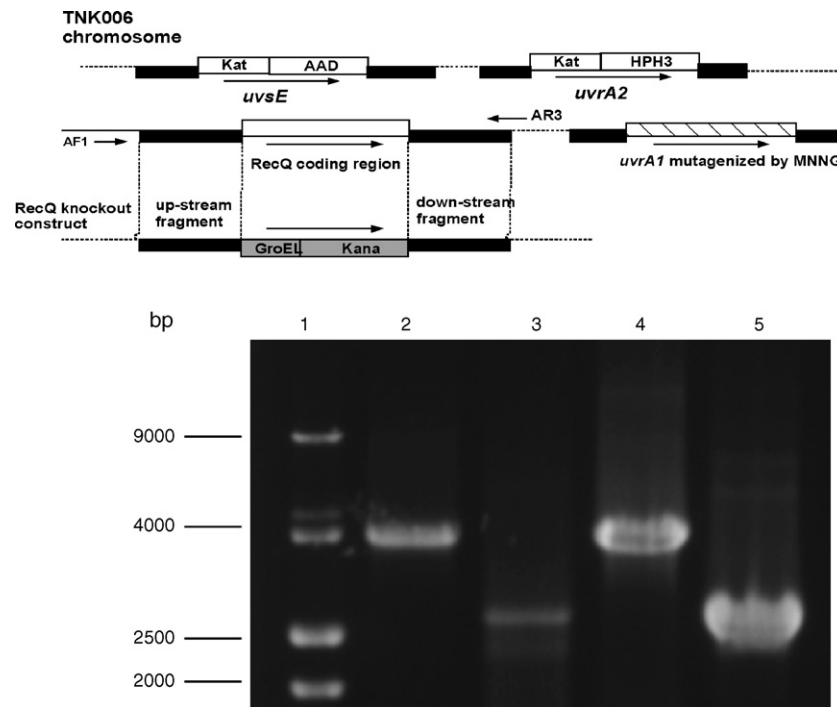 TNK006
chromosome
Kat AAD
Kat HPH3
uvsE
uvrA2
AR3
AF1
RecQ coding region
uvrA1 mutagenized by MNNG
RecQ knockout
construct
up-stream
fragment
down-stream
fragment
GroEL Kana
bp 1 2 3 4 5
9000
4000
2500
2000